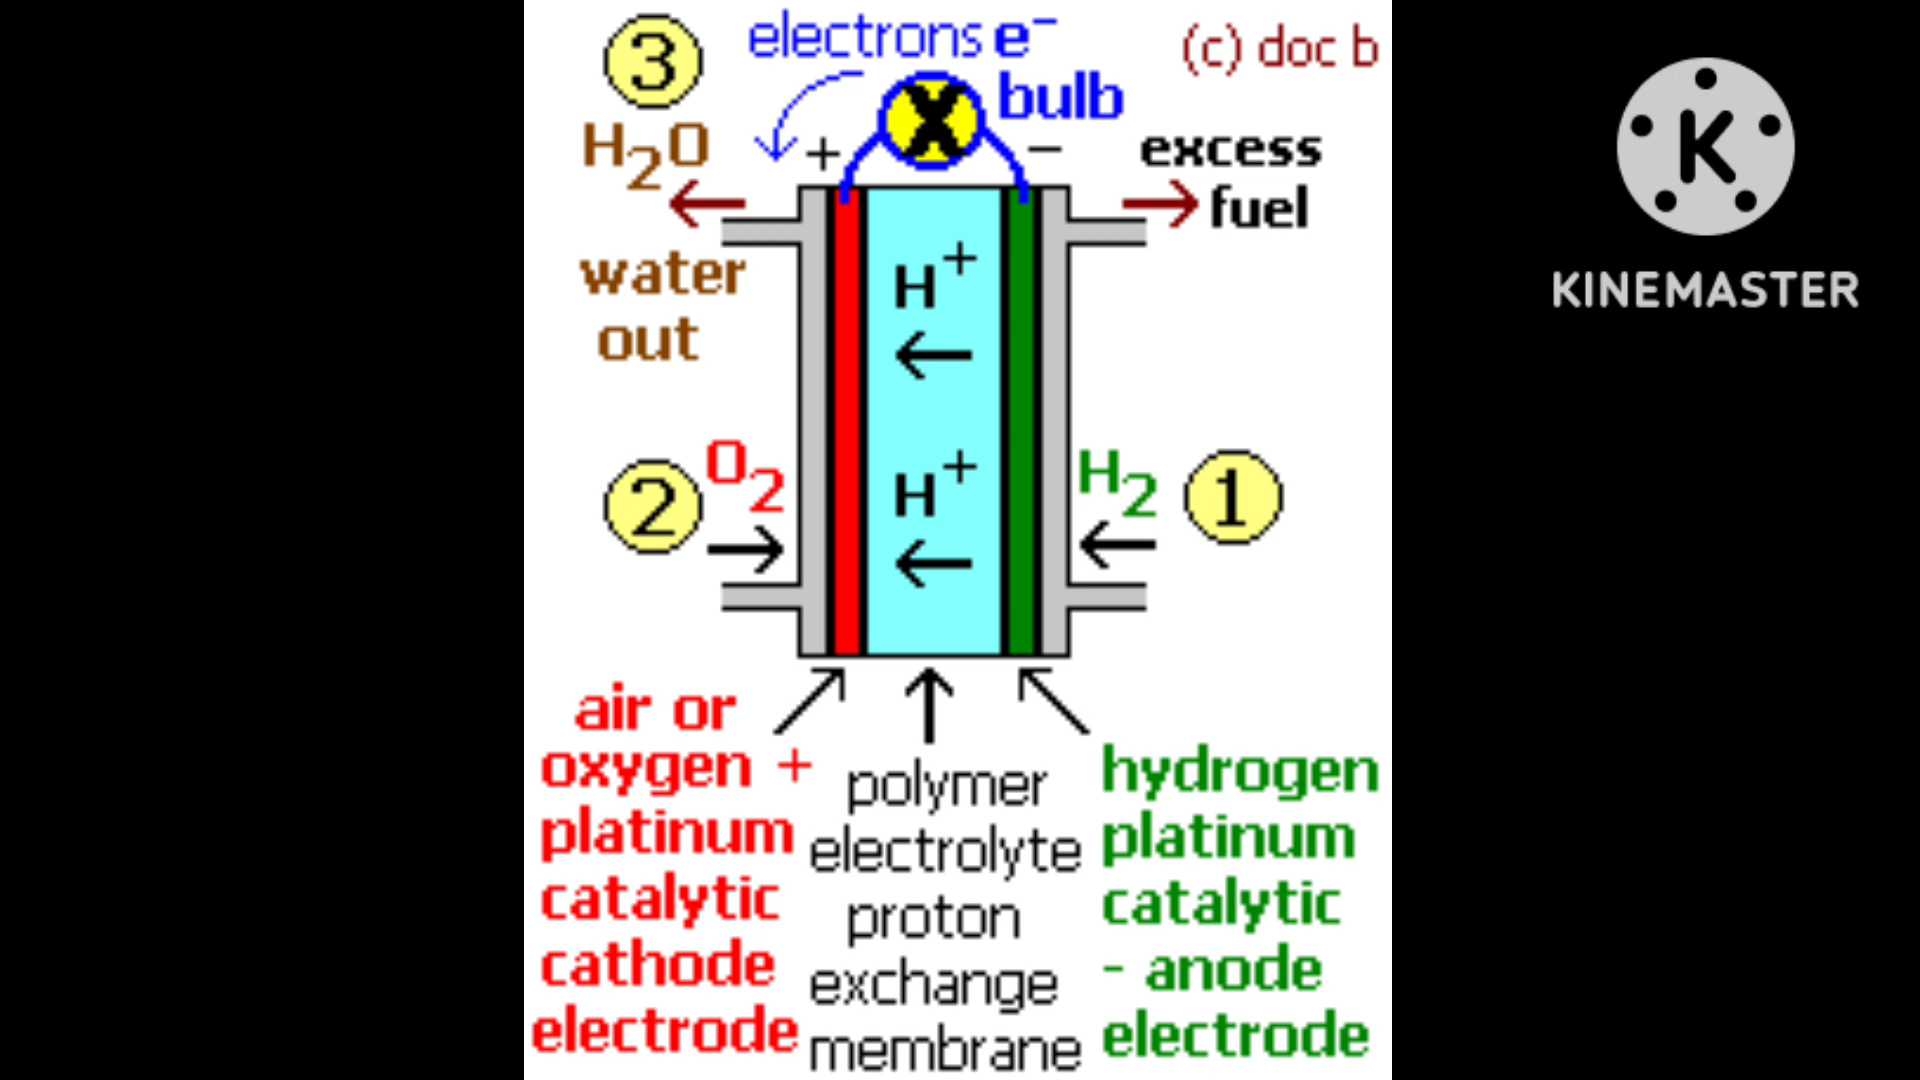 3
electrons e⁻
(c) doc b
X bulb
H₂O
+
−
excess
fuel
water
out
H⁺
2
O₂
H⁺
H₂
1
air or
oxygen +
platinum
catalytic
cathode
electrode
polymer
electrolyte
proton
exchange
membrane
hydrogen
platinum
catalytic
- anode
electrode
K
KINEMASTER